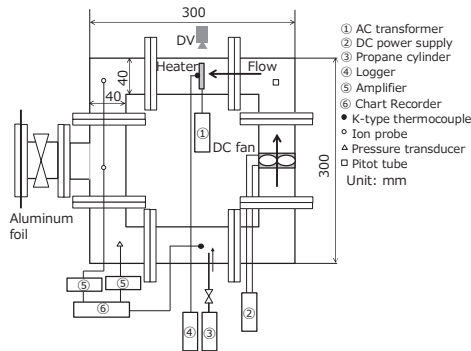 300
DV
Heater
Flow
40
40
①
DC fan
300
Aluminum
foil
⑤
⑤
⑥
④
③
②
① AC transformer
② DC power supply
③ Propane cylinder
④ Logger
⑤ Amplifier
⑥ Chart Recorder
K-type thermocouple
Ion probe
Pressure transducer
Pitot tube
Unit: mm